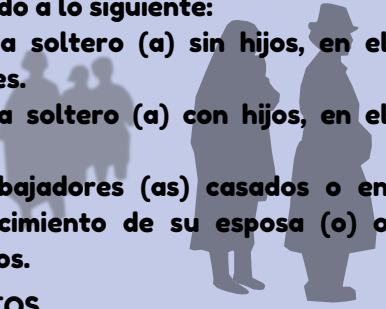 do a lo siguiente:
a soltero (a) sin hijos, en el
es.
a soltero (a) con hijos, en el
bajadores (as) casados o en
cimiento de su esposa (o) o
os.
TOS